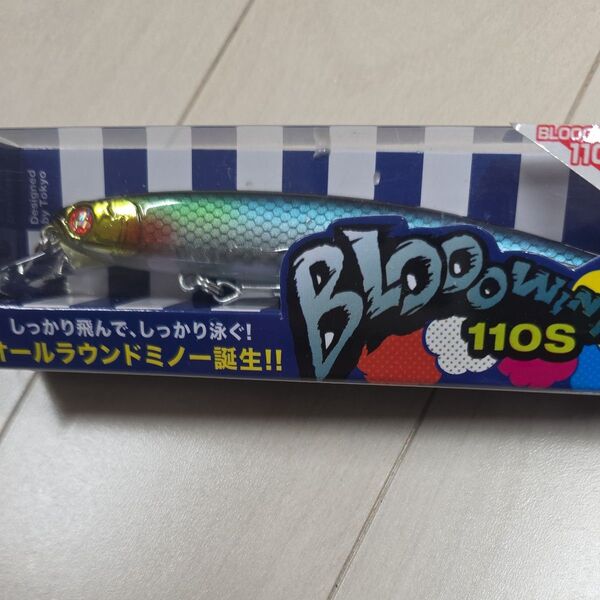 Designed
by Tokyo
BLOOO
110
BLOOOWIN
110S
しっかり飛んで、しっかり泳ぐ!
オールラウンドミノー誕生!!